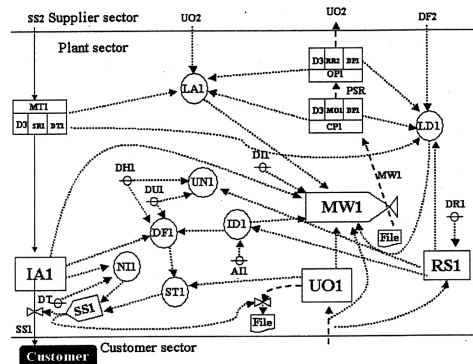 SS2 Supplier sector
UO2
UO2
DF2
Plant sector
LA1
D3 RR2 DP1
OP1
PSR
MT1
D3 SR1 DT1
D3 MO1 DP1
CP1
LD1
DH1
DU1
UN1
DI1
MW1
MW1
File
DR1
DF1
ID1
AI1
IA1
NI1
DT
SS1
ST1
UO1
RS1
File
SS1
Customer sector
Customer